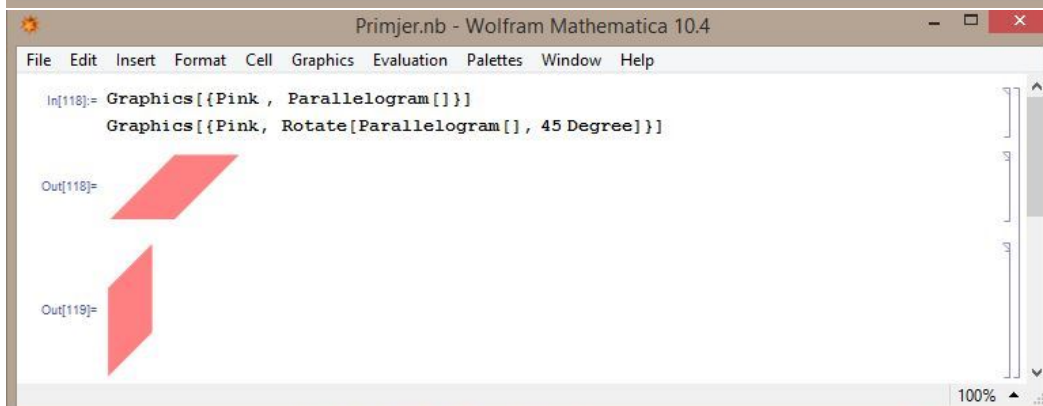 Primjer.nb - Wolfram Mathematica 10.4
File Edit Insert Format Cell Graphics Evaluation Palettes Window Help
In[118]:= Graphics[{Pink , Parallelogram[]}]
Graphics[{Pink, Rotate[Parallelogram[], 45 Degree]}]
Out[118]=
Out[119]=
100%